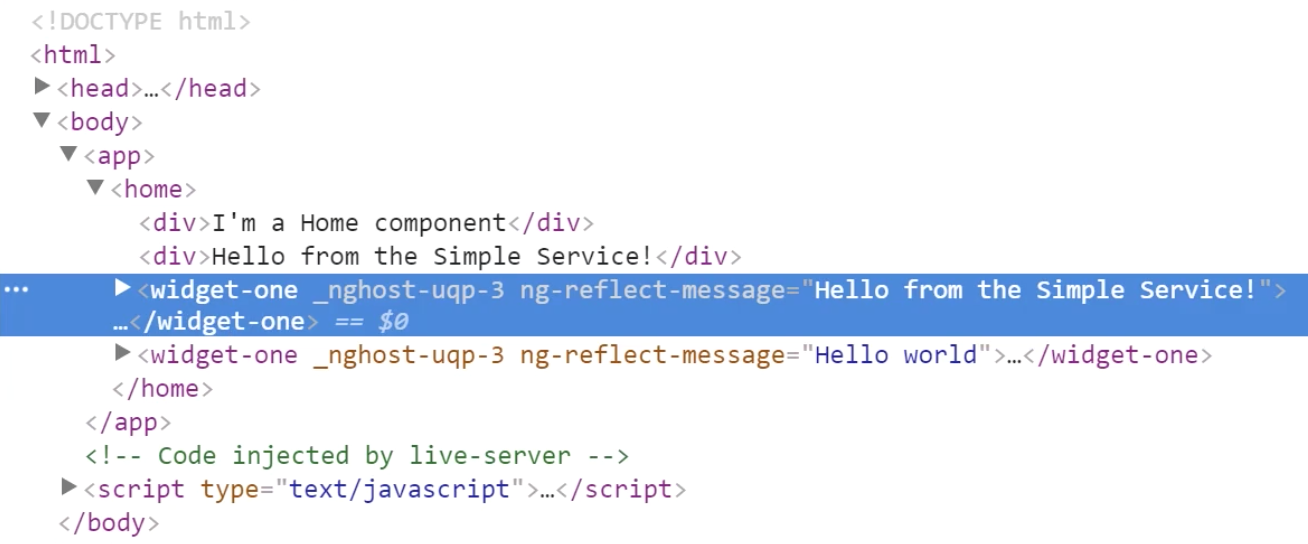 <!DOCTYPE html>
<html>
<head>…</head>
<body>
<app>
<home>
<div>I'm a Home component</div>
<div>Hello from the Simple Service!</div>
<widget-one _nghost-uqp-3 ng-reflect-message="Hello from the Simple Service!">
…</widget-one> == $0
<widget-one _nghost-uqp-3 ng-reflect-message="Hello world">…</widget-one>
</home>
</app>
<!-- Code injected by live-server -->
<script type="text/javascript">…</script>
</body>